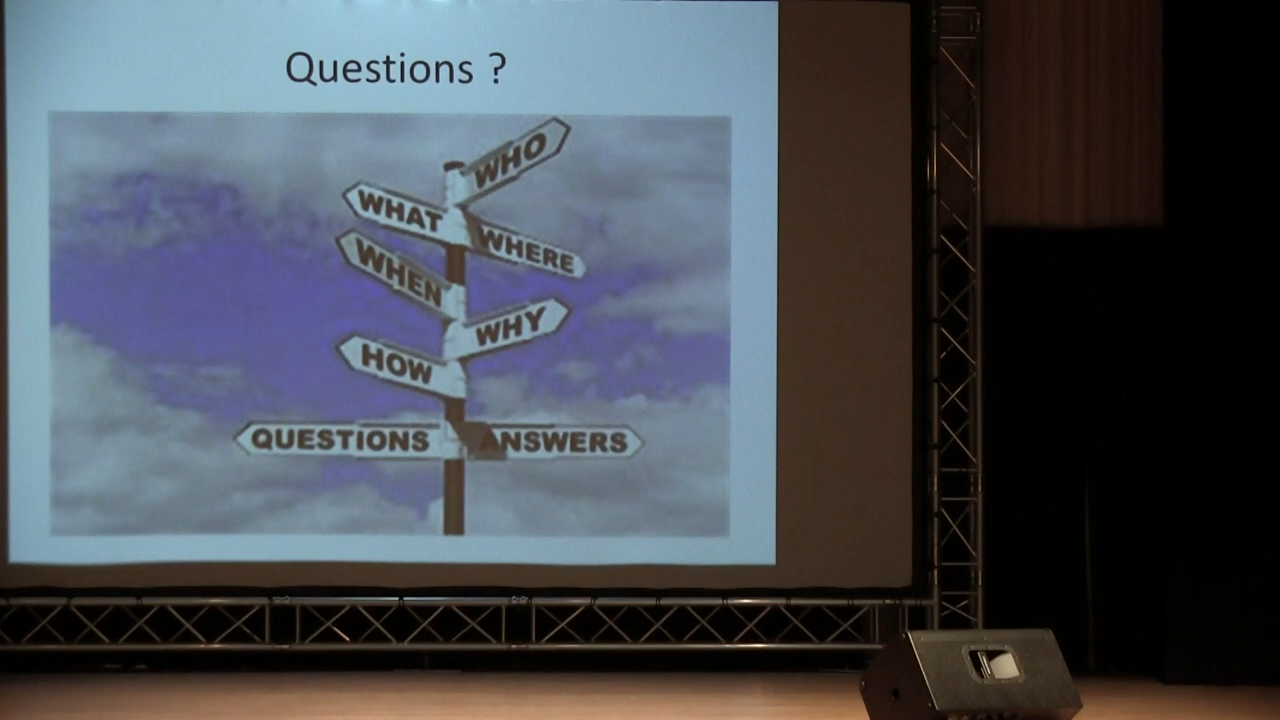 Questions ?
WHO
WHAT
WHERE
WHEN
WHY
HOW
QUESTIONS
ANSWERS